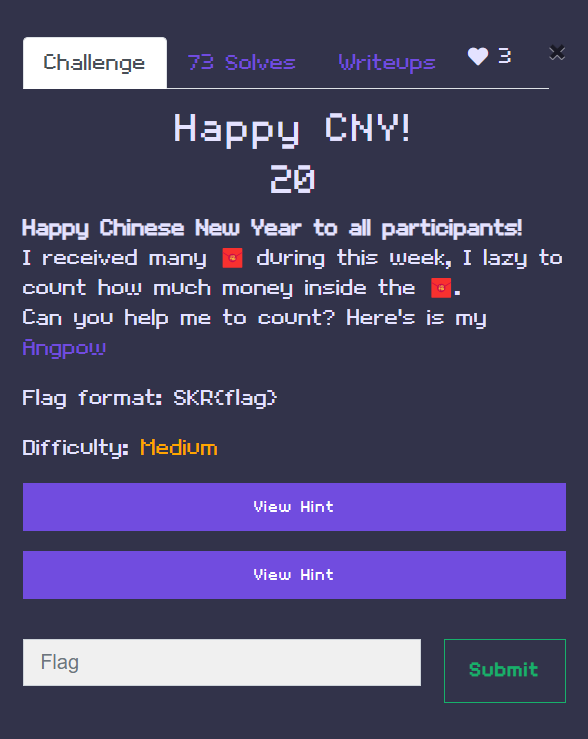 Challenge 73 Solves Writeups 3 ×
Happy CNY!
20
Happy Chinese New Year to all participants!
I received many 🧧 during this week, I lazy to
count how much money inside the 🧧.
Can you help me to count? Here's is my
Angpow
Flag format: SKR{flag}
Difficulty: Medium
View Hint
View Hint
Flag Submit